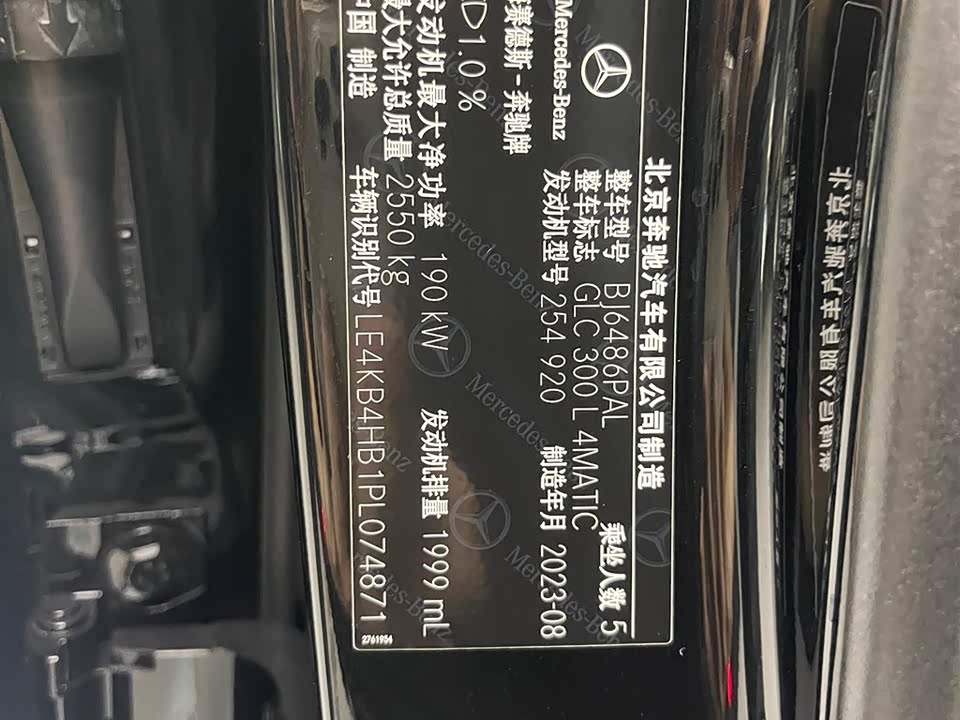 北京奔驰汽车有限公司制造
Mercedes-Benz
整车型号 BJ6486PAL 乘坐人数 5
整车标志 GLC 300 L 4MATIC
发动机型号 254 920 制造年月 2023-08
赛德斯-奔驰牌
D 1.0%
发动机最大净功率 190 kW 发动机排量 1999 mL
最大允许总质量 2550 kg
中国 制造 车辆识别代号 LE4KB4HB1PL074871
2761954